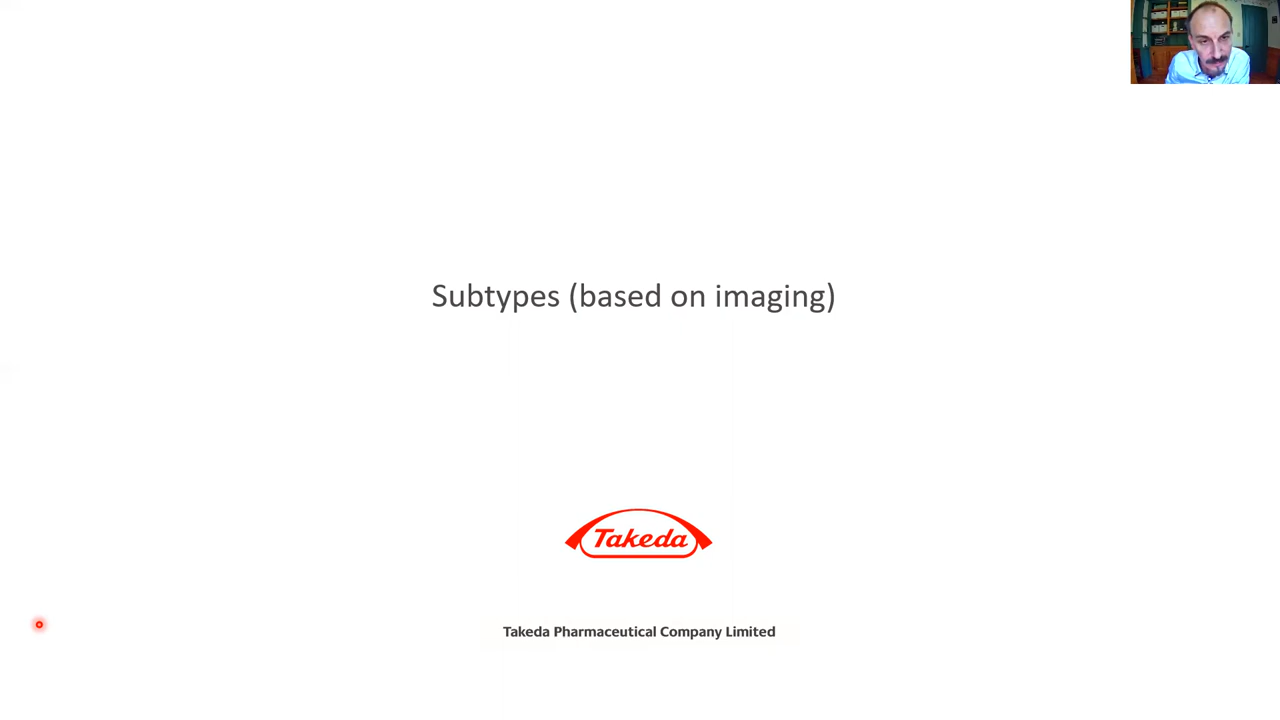 Subtypes (based on imaging)
Takeda
Takeda Pharmaceutical Company Limited